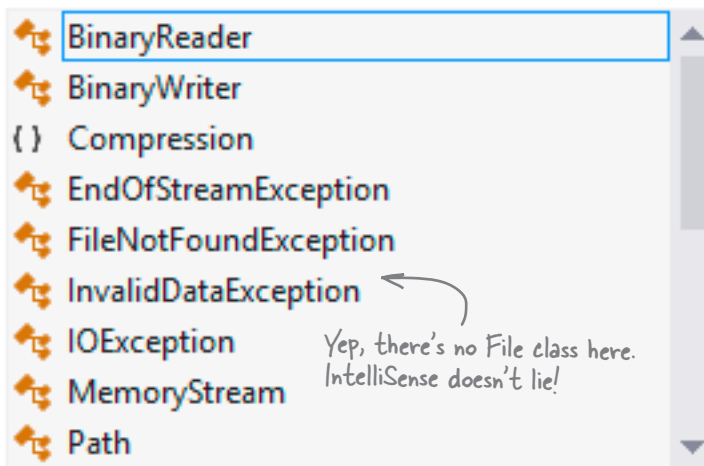 BinaryReader
BinaryWriter
{ } Compression
EndOfStreamException
FileNotFoundException
InvalidDataException
IOException
Yep, there's no File class here.
IntelliSense doesn't lie!
MemoryStream
Path